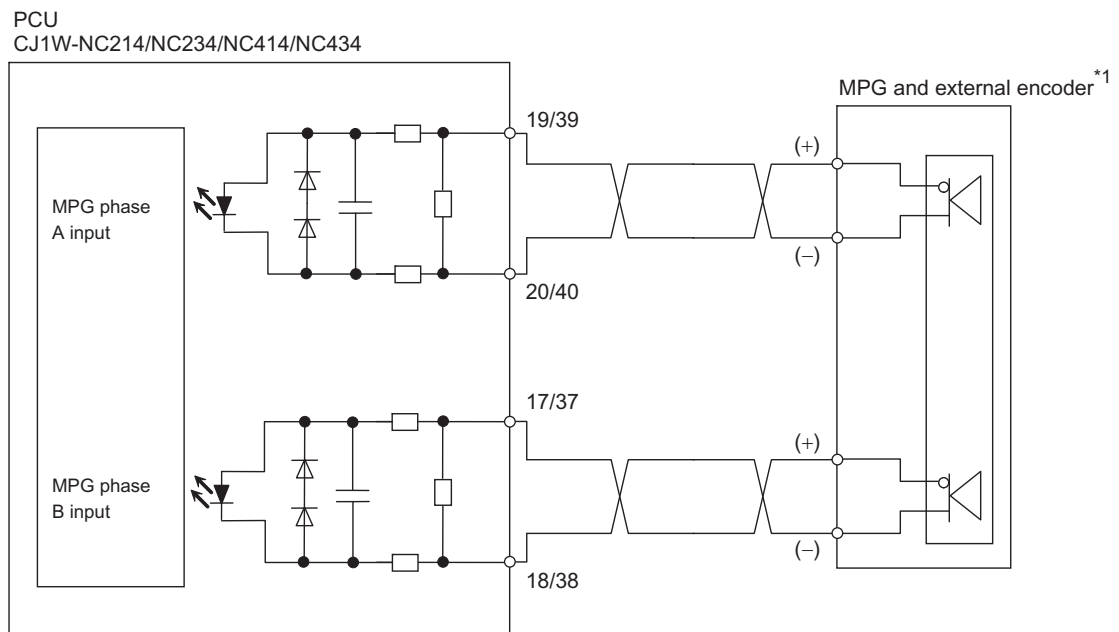 PCU
CJ1W-NC214/NC234/NC414/NC434
MPG and external encoder*1
19/39
(+)
MPG phase
A input
(−)
20/40
17/37
(+)
MPG phase
B input
(−)
18/38